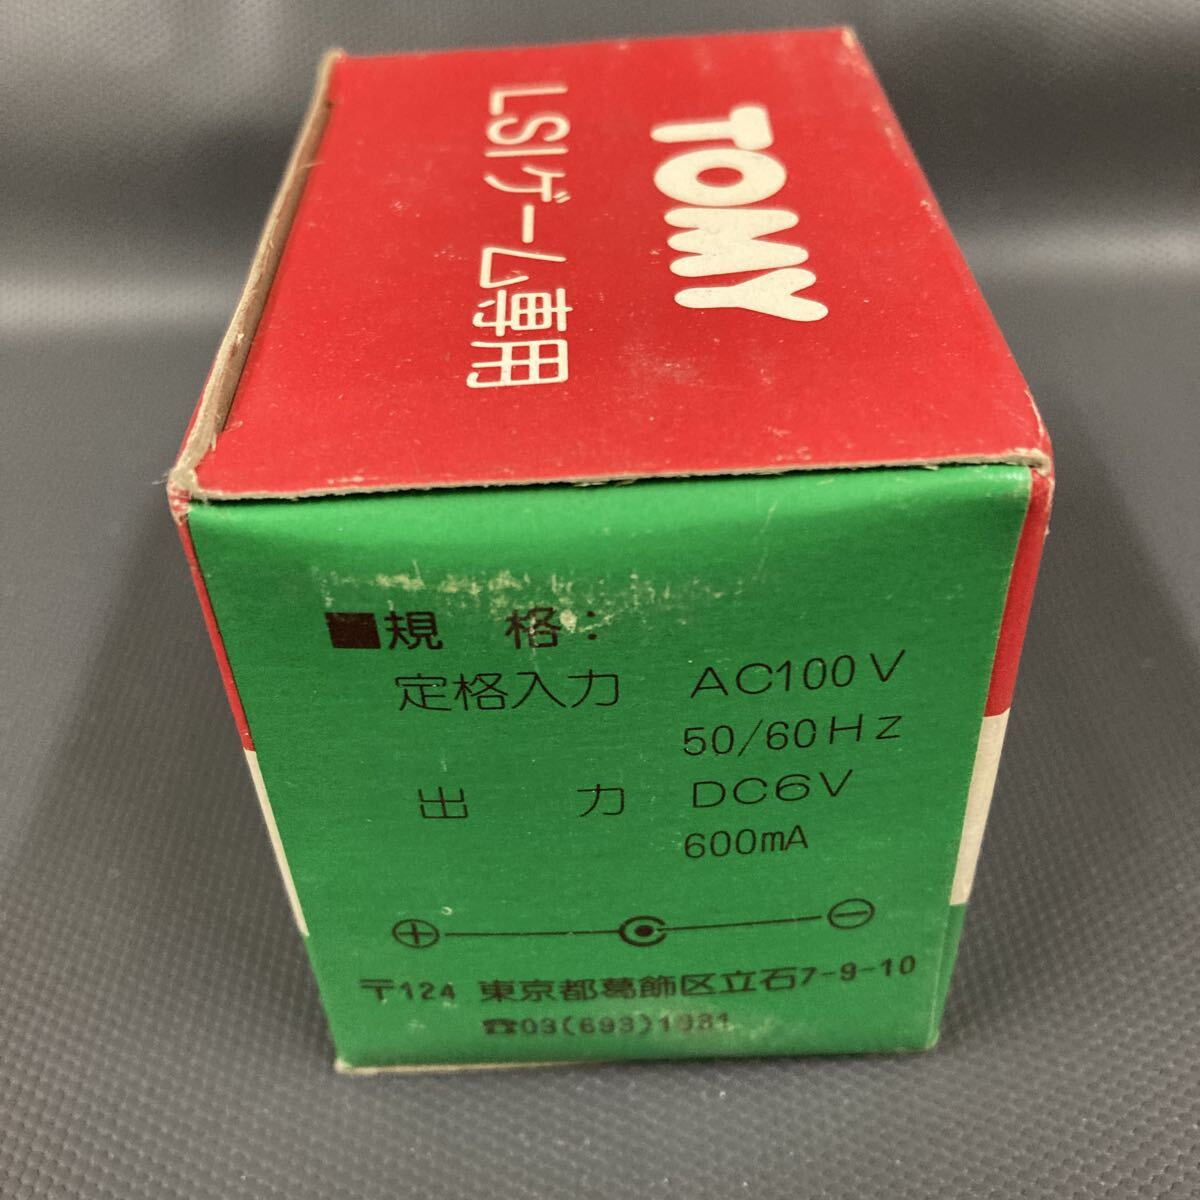 TOMY
LSIゲーム専用
■規 格:
定格入力 AC100V
50/60Hz
出 力 DC6V
600mA
⊕ ⊖
〒124 東京都葛飾区立石7-9-10
☎03(693)1031